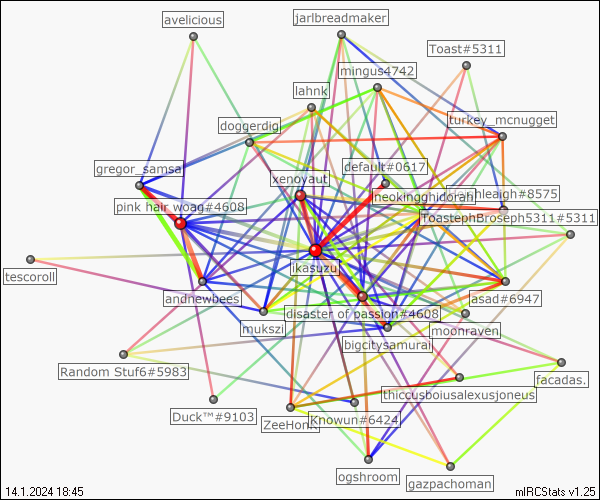 avelicious
jarlbreadmaker
Toast#5311
mingus4742
lahnk
turkey_mcnugget
doggerdig
default#0617
gregor_samsa
xenoyaut
neokingghidorah
hleaigh#8575
pink hair woag#4608
ToastephBroseph5311#5311
ikasuzu
tescoroll
andnewbees
asad#6947
disaster of passion#4608
mukszi
moonraven
bigcitysamurai
Random Stuf6#5983
facadas.
thiccusboiusalexusjoneus
Duck™#9103
Knowun#6424
ogshroom
gazpachoman
14.1.2024 18:45
mIRCStats v1.25